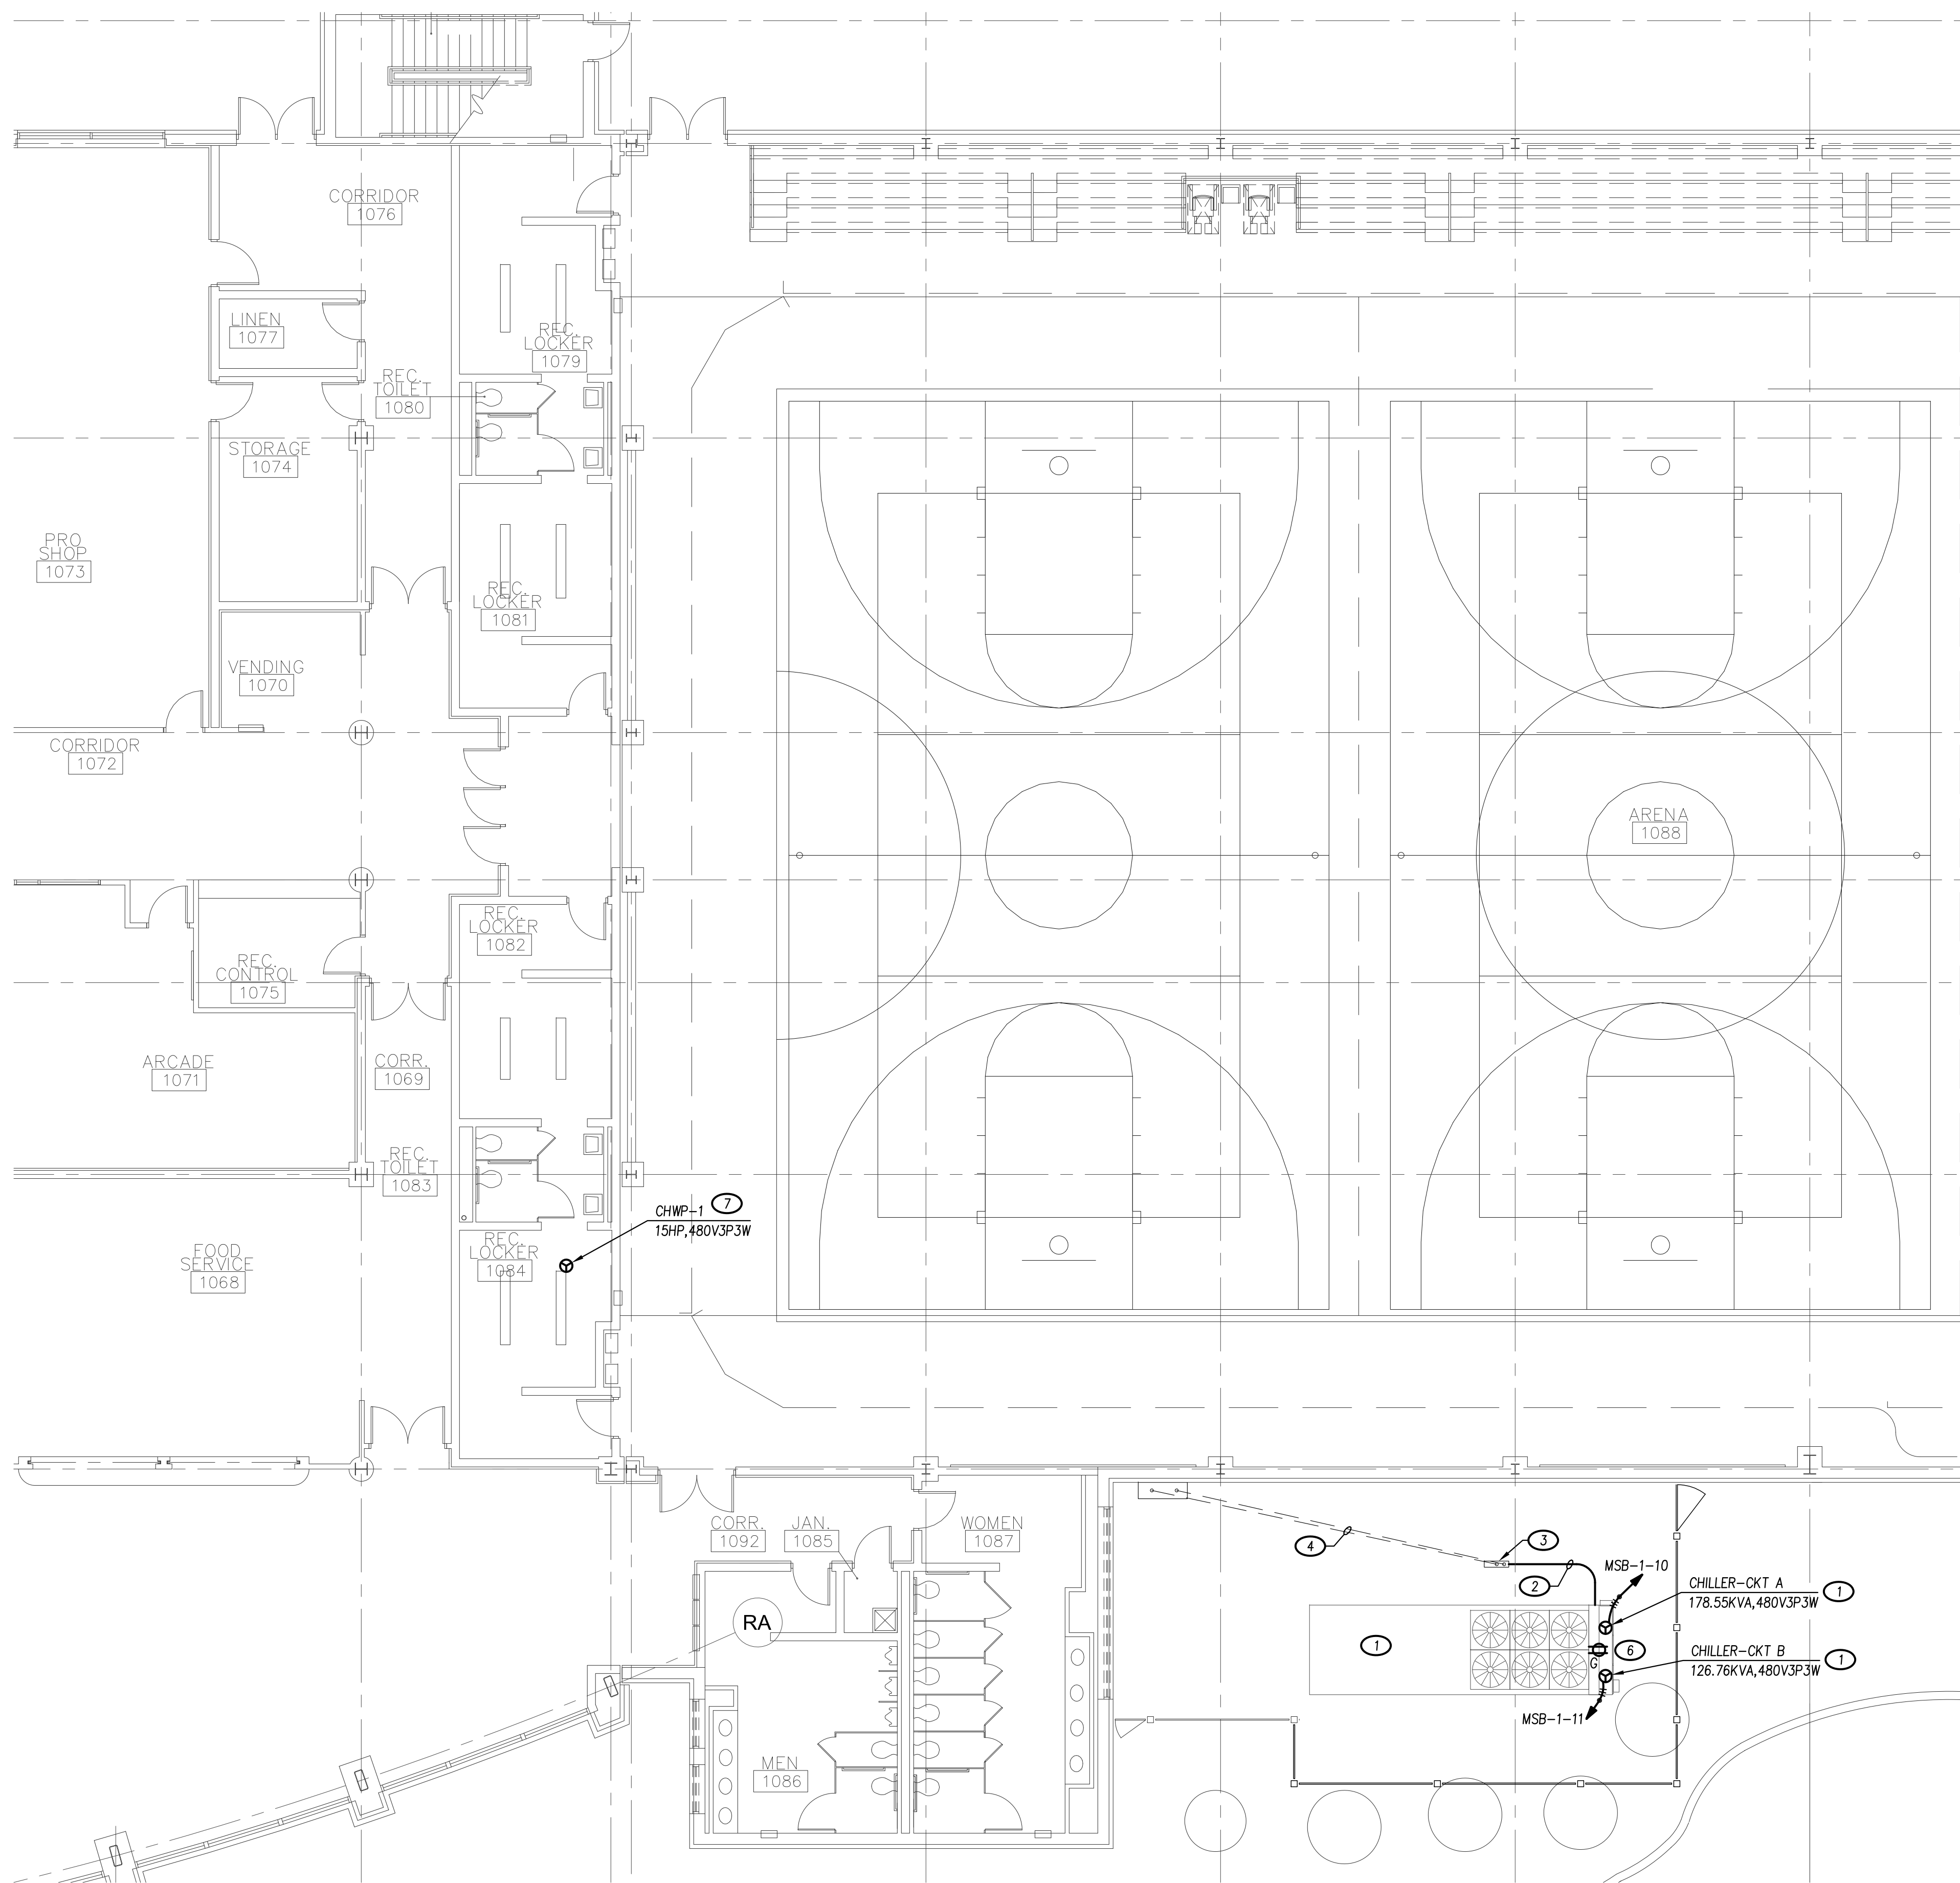 CORRIDOR
1076
LINEN
1077
REC.
LOCKER
1079
REC.
TOILET
1080
STORAGE
1074
PRO
SHOP
1073
REC.
LOCKER
1081
VENDING
1070
CORRIDOR
1072
ARENA
1088
REC.
LOCKER
1082
REC.
CONTROL
1075
ARCADE
1071
CORR.
1069
REC.
TOILET
1083
CHWP-1 7
15HP,480V3P3W
FOOD
SERVICE
1068
REC.
LOCKER
1084
CORR.
1092
JAN.
1085
WOMEN
1087
4
3
2
MSB-1-10
CHILLER-CKT A 1
178.55KVA,480V3P3W
RA
1
6
G
CHILLER-CKT B 1
126.76KVA,480V3P3W
MSB-1-11
MEN
1086